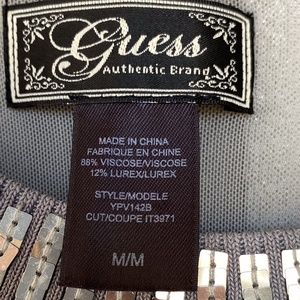 Guess
Authentic Brand
MADE IN CHINA
FABRIQUE EN CHINE
88% VISCOSE/VISCOSE
12% LUREX/LUREX
STYLE/MODELE
YPV142B
CUT/COUPE IT3971
M/M